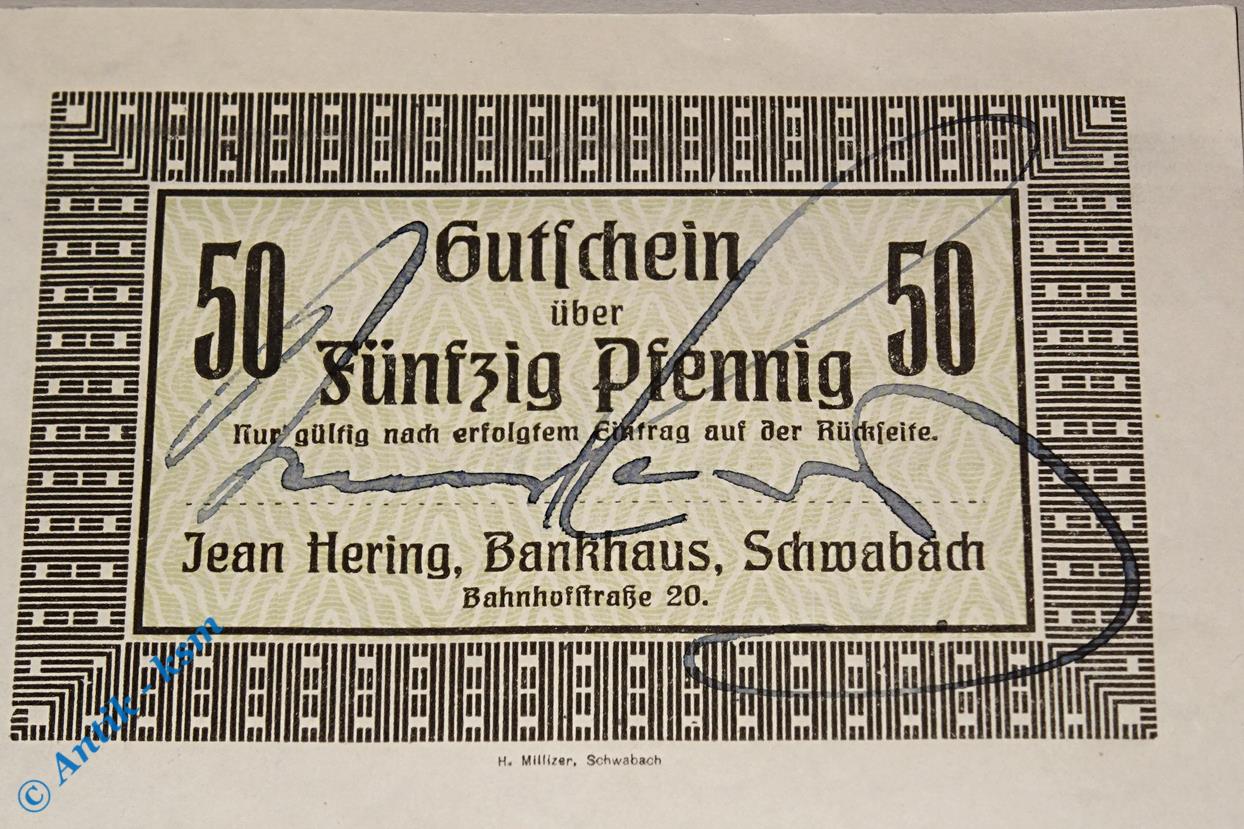 50 Gutschein 50
über
Fünfzig Pfennig
Nur gültig nach erfolgtem Eintrag auf der Rückseite.
Jean Hering, Bankhaus, Schwabach
Bahnhofstraße 20.
H. Millizer, Schwabach
© Antik - ksm